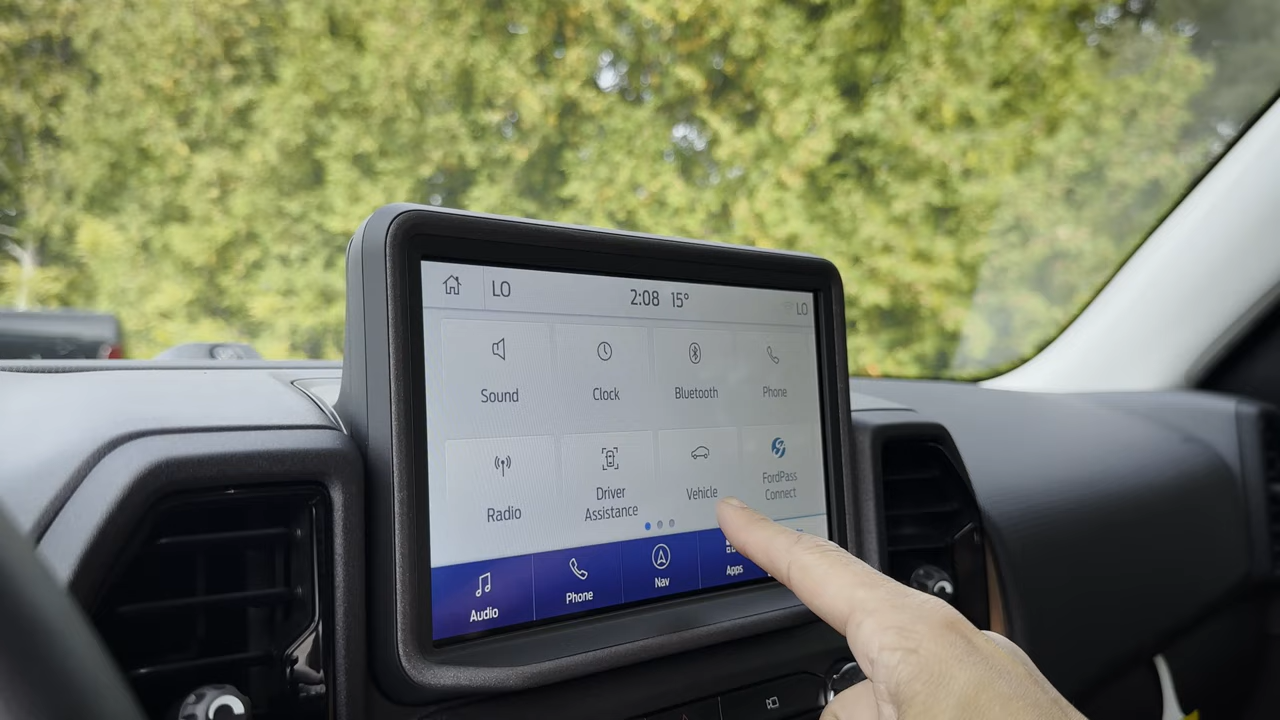 LO 2:08 15° LO
Sound Clock Bluetooth Phone
Radio Driver Assistance Vehicle FordPass Connect
Audio Phone Nav Apps